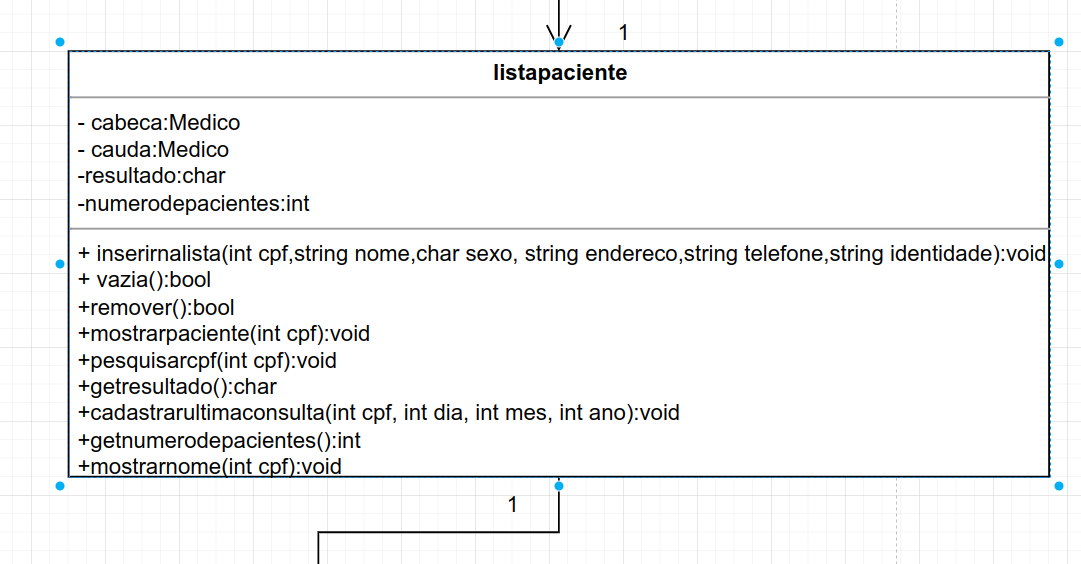 1
listapaciente
- cabeca:Medico
- cauda:Medico
-resultado:char
-numerodepacientes:int
+ inserirnalista(int cpf,string nome,char sexo, string endereco,string telefone,string identidade):void
+ vazia():bool
+remover():bool
+mostrarpaciente(int cpf):void
+pesquisarcpf(int cpf):void
+getresultado():char
+cadastrarultimaconsulta(int cpf, int dia, int mes, int ano):void
+getnumerodepacientes():int
+mostrarnome(int cpf):void
1